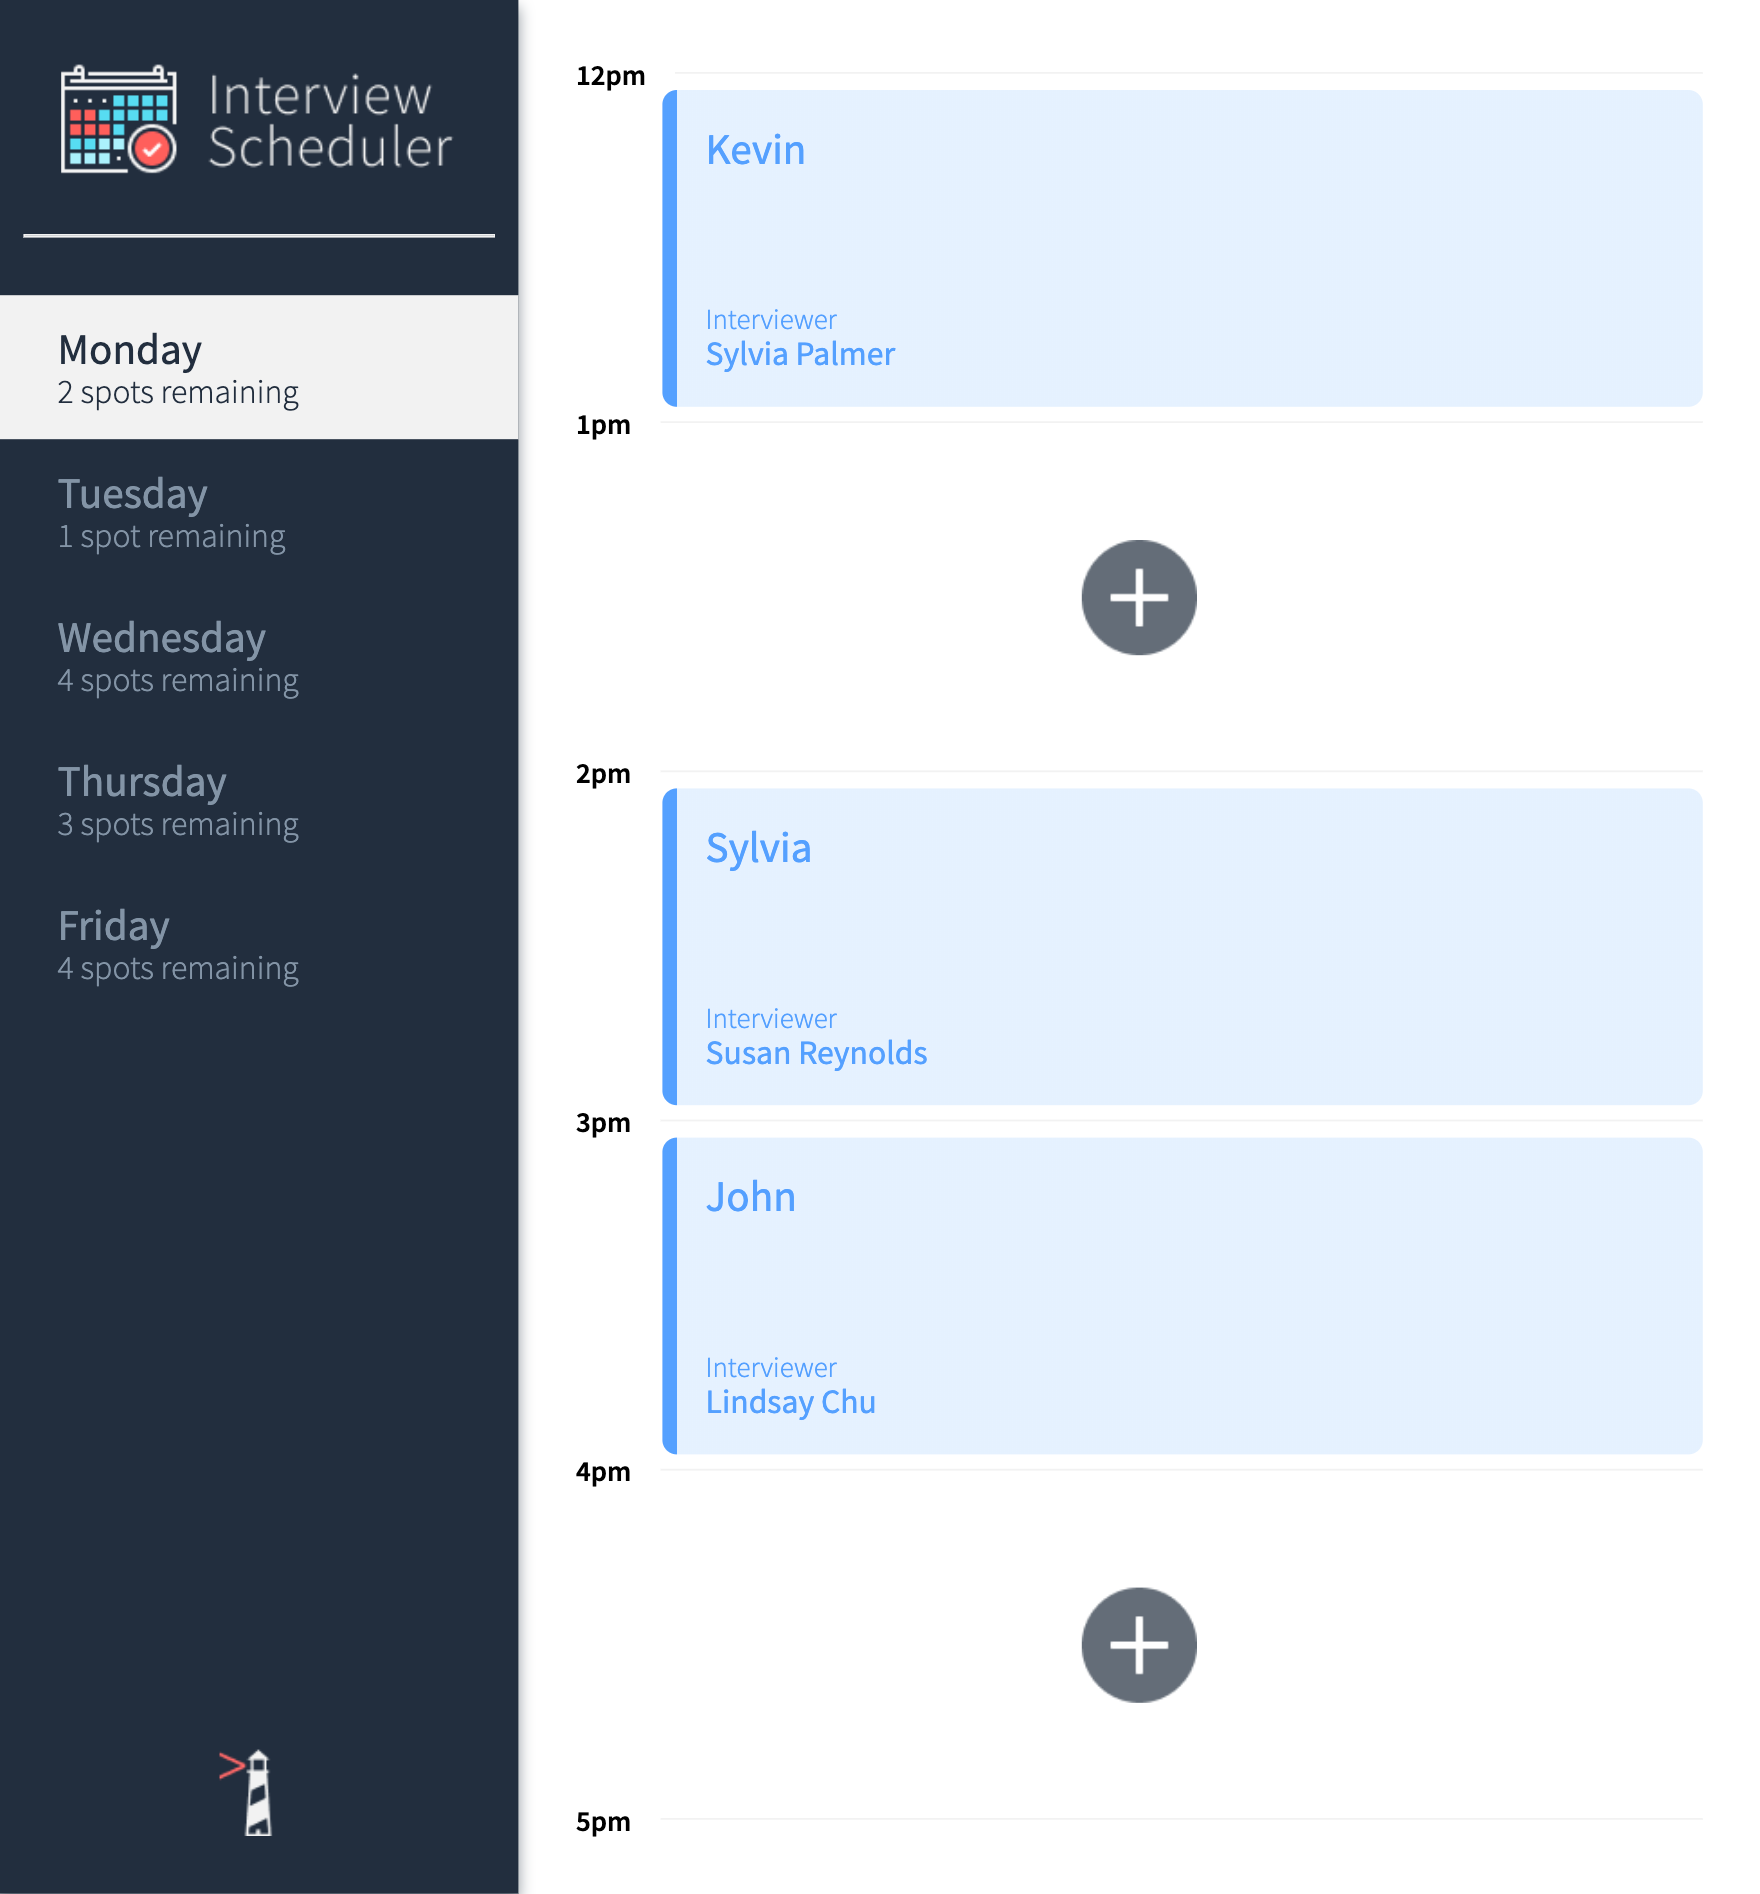 Interview
Scheduler
Monday
2 spots remaining
Tuesday
1 spot remaining
Wednesday
4 spots remaining
Thursday
3 spots remaining
Friday
4 spots remaining
12pm
Kevin
Interviewer
Sylvia Palmer
1pm
2pm
Sylvia
Interviewer
Susan Reynolds
3pm
John
Interviewer
Lindsay Chu
4pm
5pm